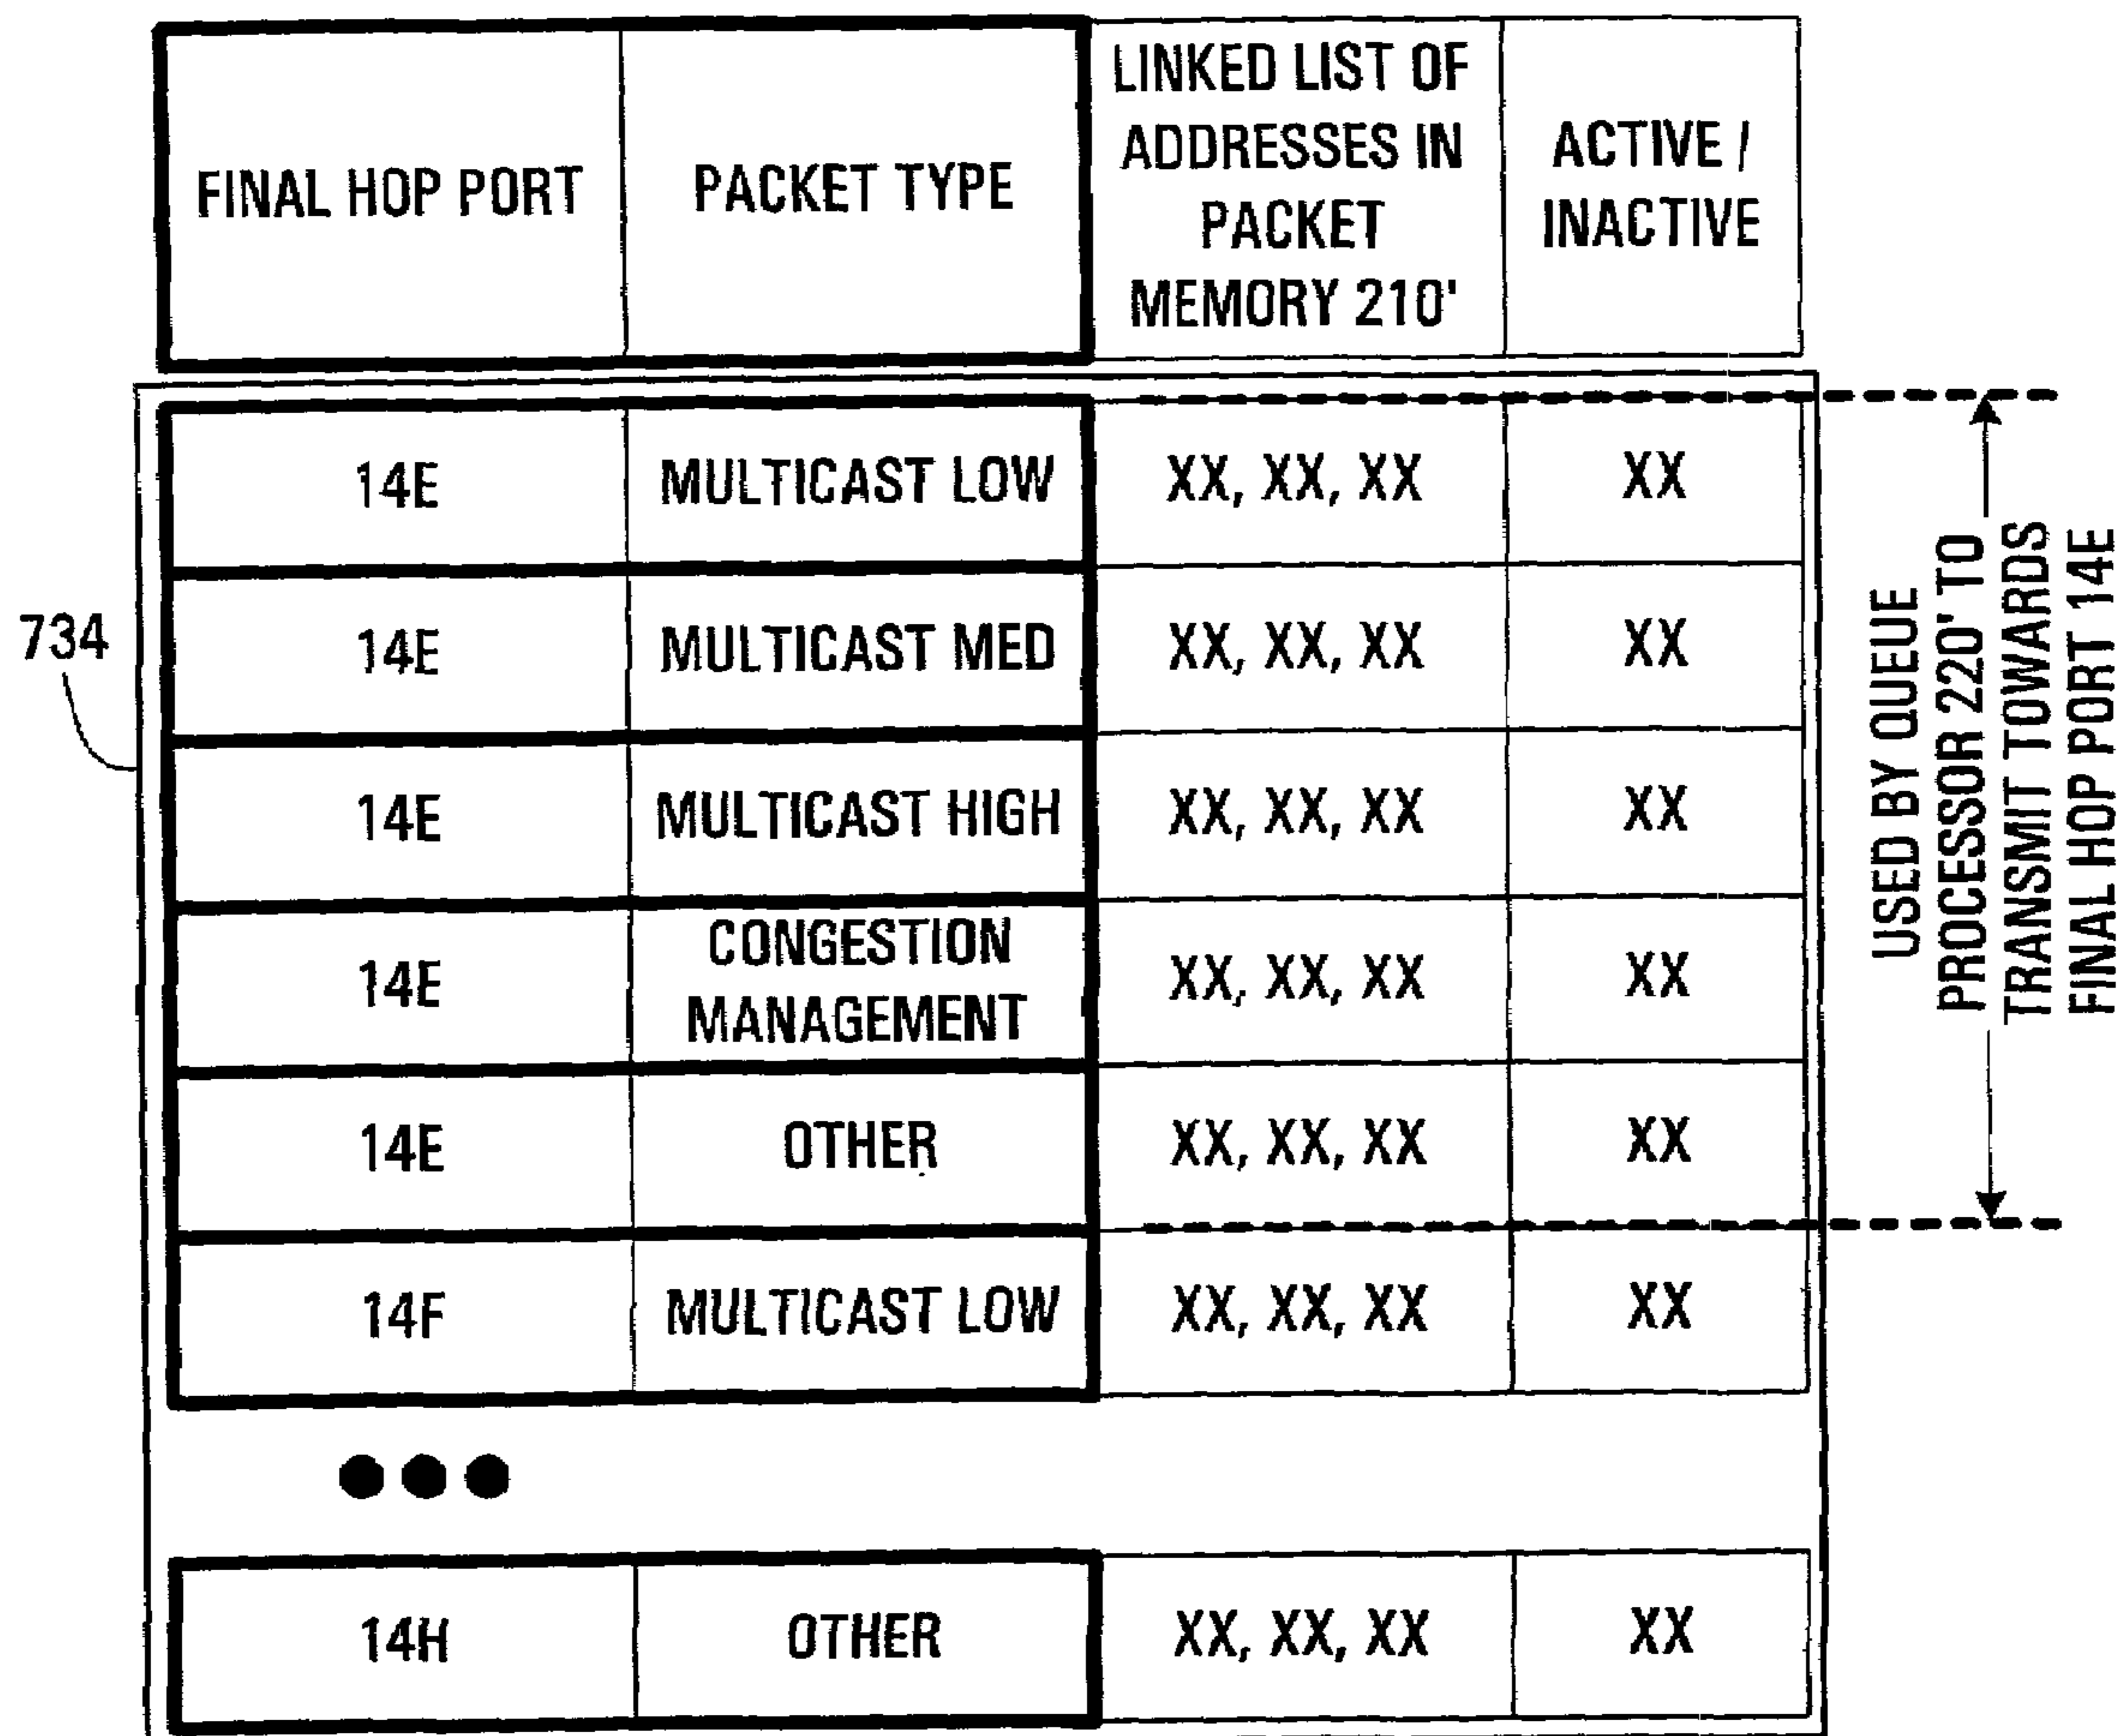 FINAL HOP PORT
PACKET TYPE
LINKED LIST OF
ADDRESSES IN
PACKET
MEMORY 210'
ACTIVE /
INACTIVE
734
14E MULTICAST LOW XX, XX, XX XX
14E MULTICAST MED XX, XX, XX XX
14E MULTICAST HIGH XX, XX, XX XX
14E CONGESTION
MANAGEMENT XX, XX, XX XX
14E OTHER XX, XX, XX XX
14F MULTICAST LOW XX, XX, XX XX
14H OTHER XX, XX, XX XX
USED BY QUEUE
PROCESSOR 220' TO
TRANSMIT TOWARDS
FINAL HOP PORT 14E